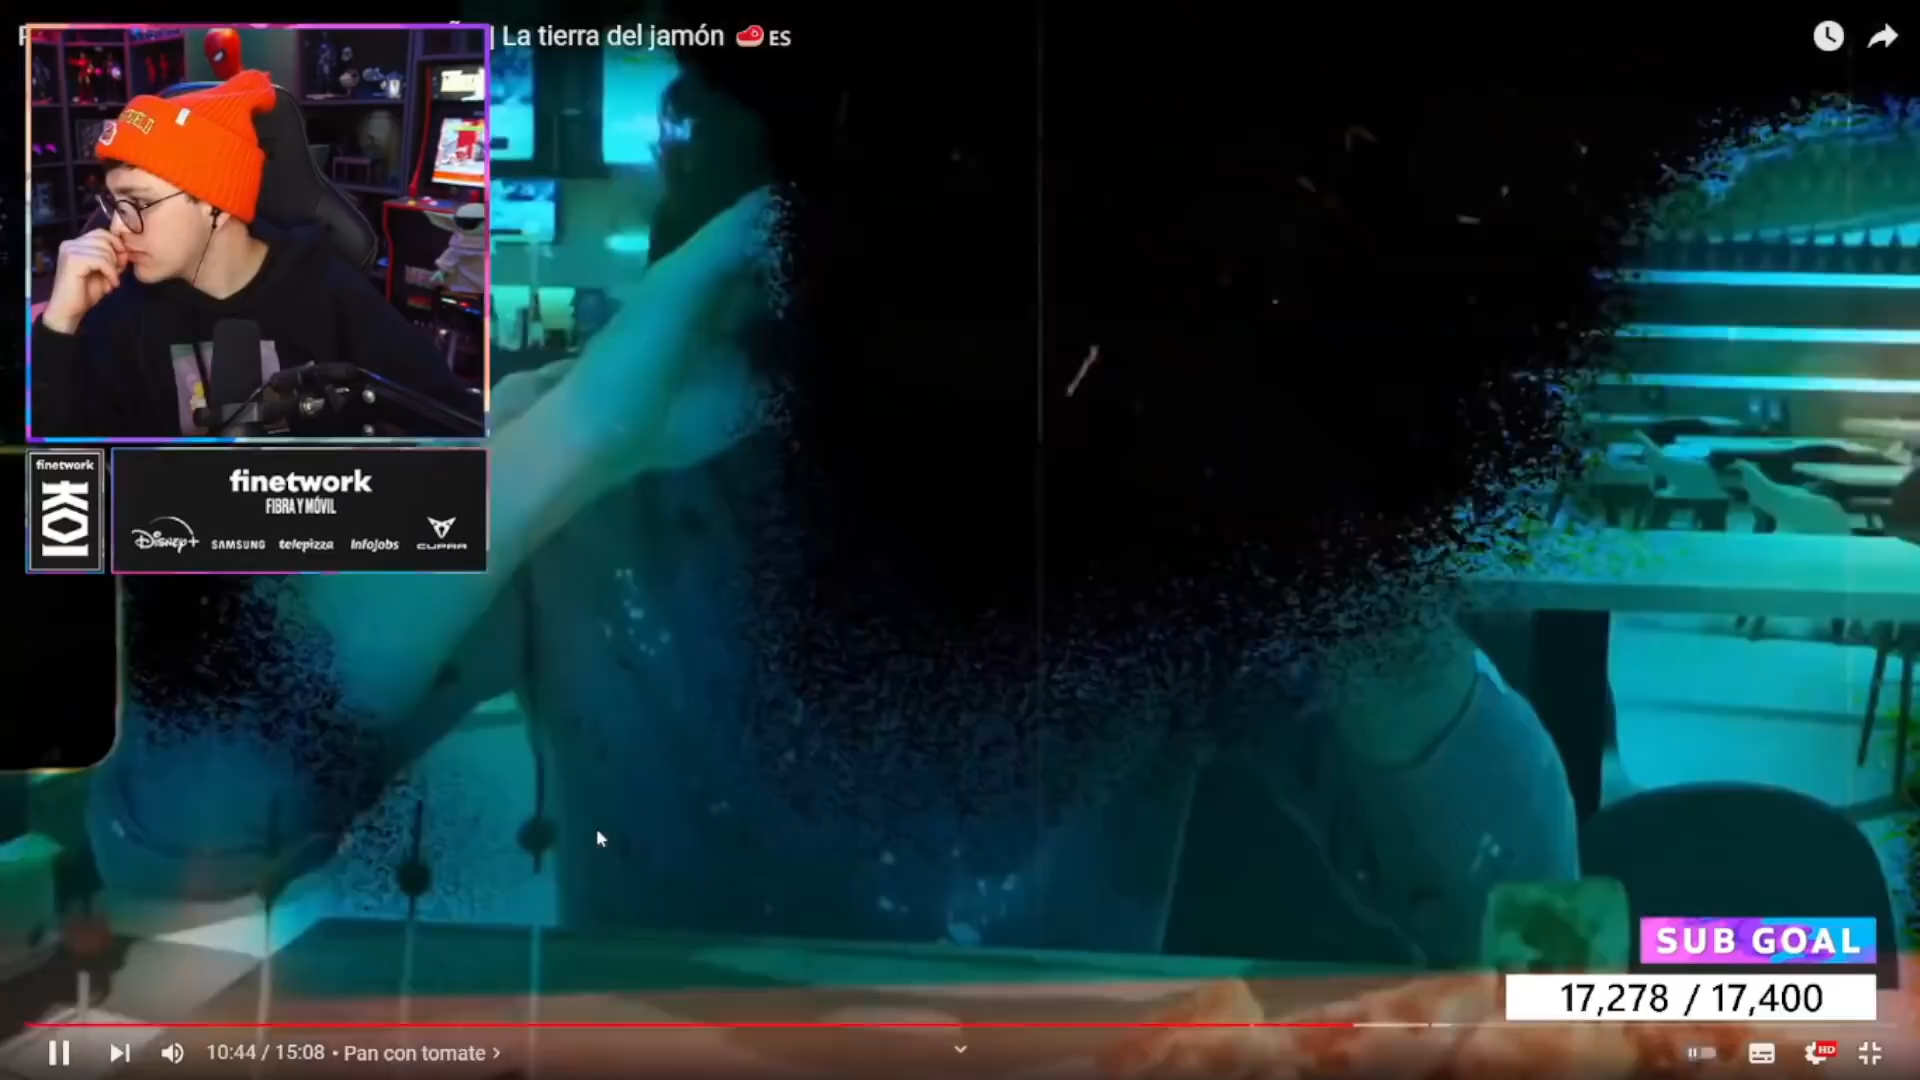 | La tierra del jamón ES
finetwork
KOI
finetwork
FIBRA Y MÓVIL
Disney+ SAMSUNG telepizza InfoJobs CUPRA
SUB GOAL
17,278 / 17,400
10:44 / 15:08 • Pan con tomate >
HD